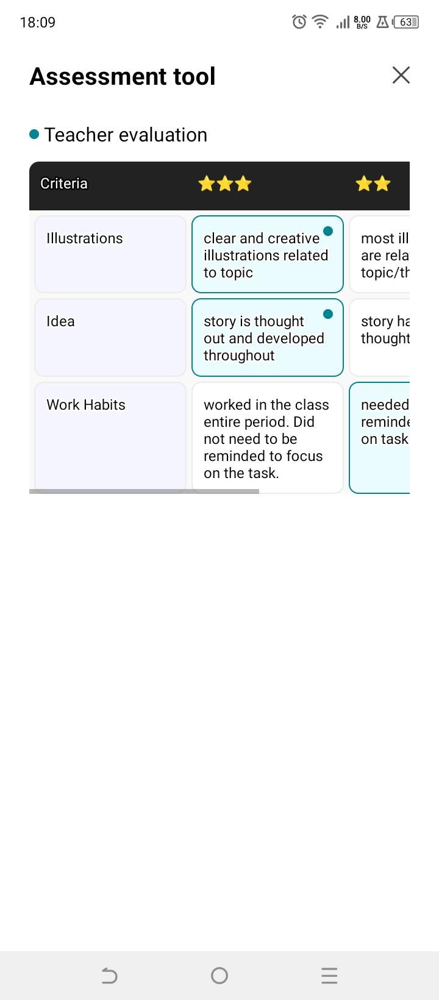 18:09
8.00
B/S
63
Assessment tool
Teacher evaluation
Criteria
Illustrations
clear and creative
illustrations related
to topic
most ill
are rela
topic/th
Idea
story is thought
out and developed
throughout
story ha
thought
Work Habits
worked in the class
entire period. Did
not need to be
reminded to focus
on the task.
needed
reminde
on task